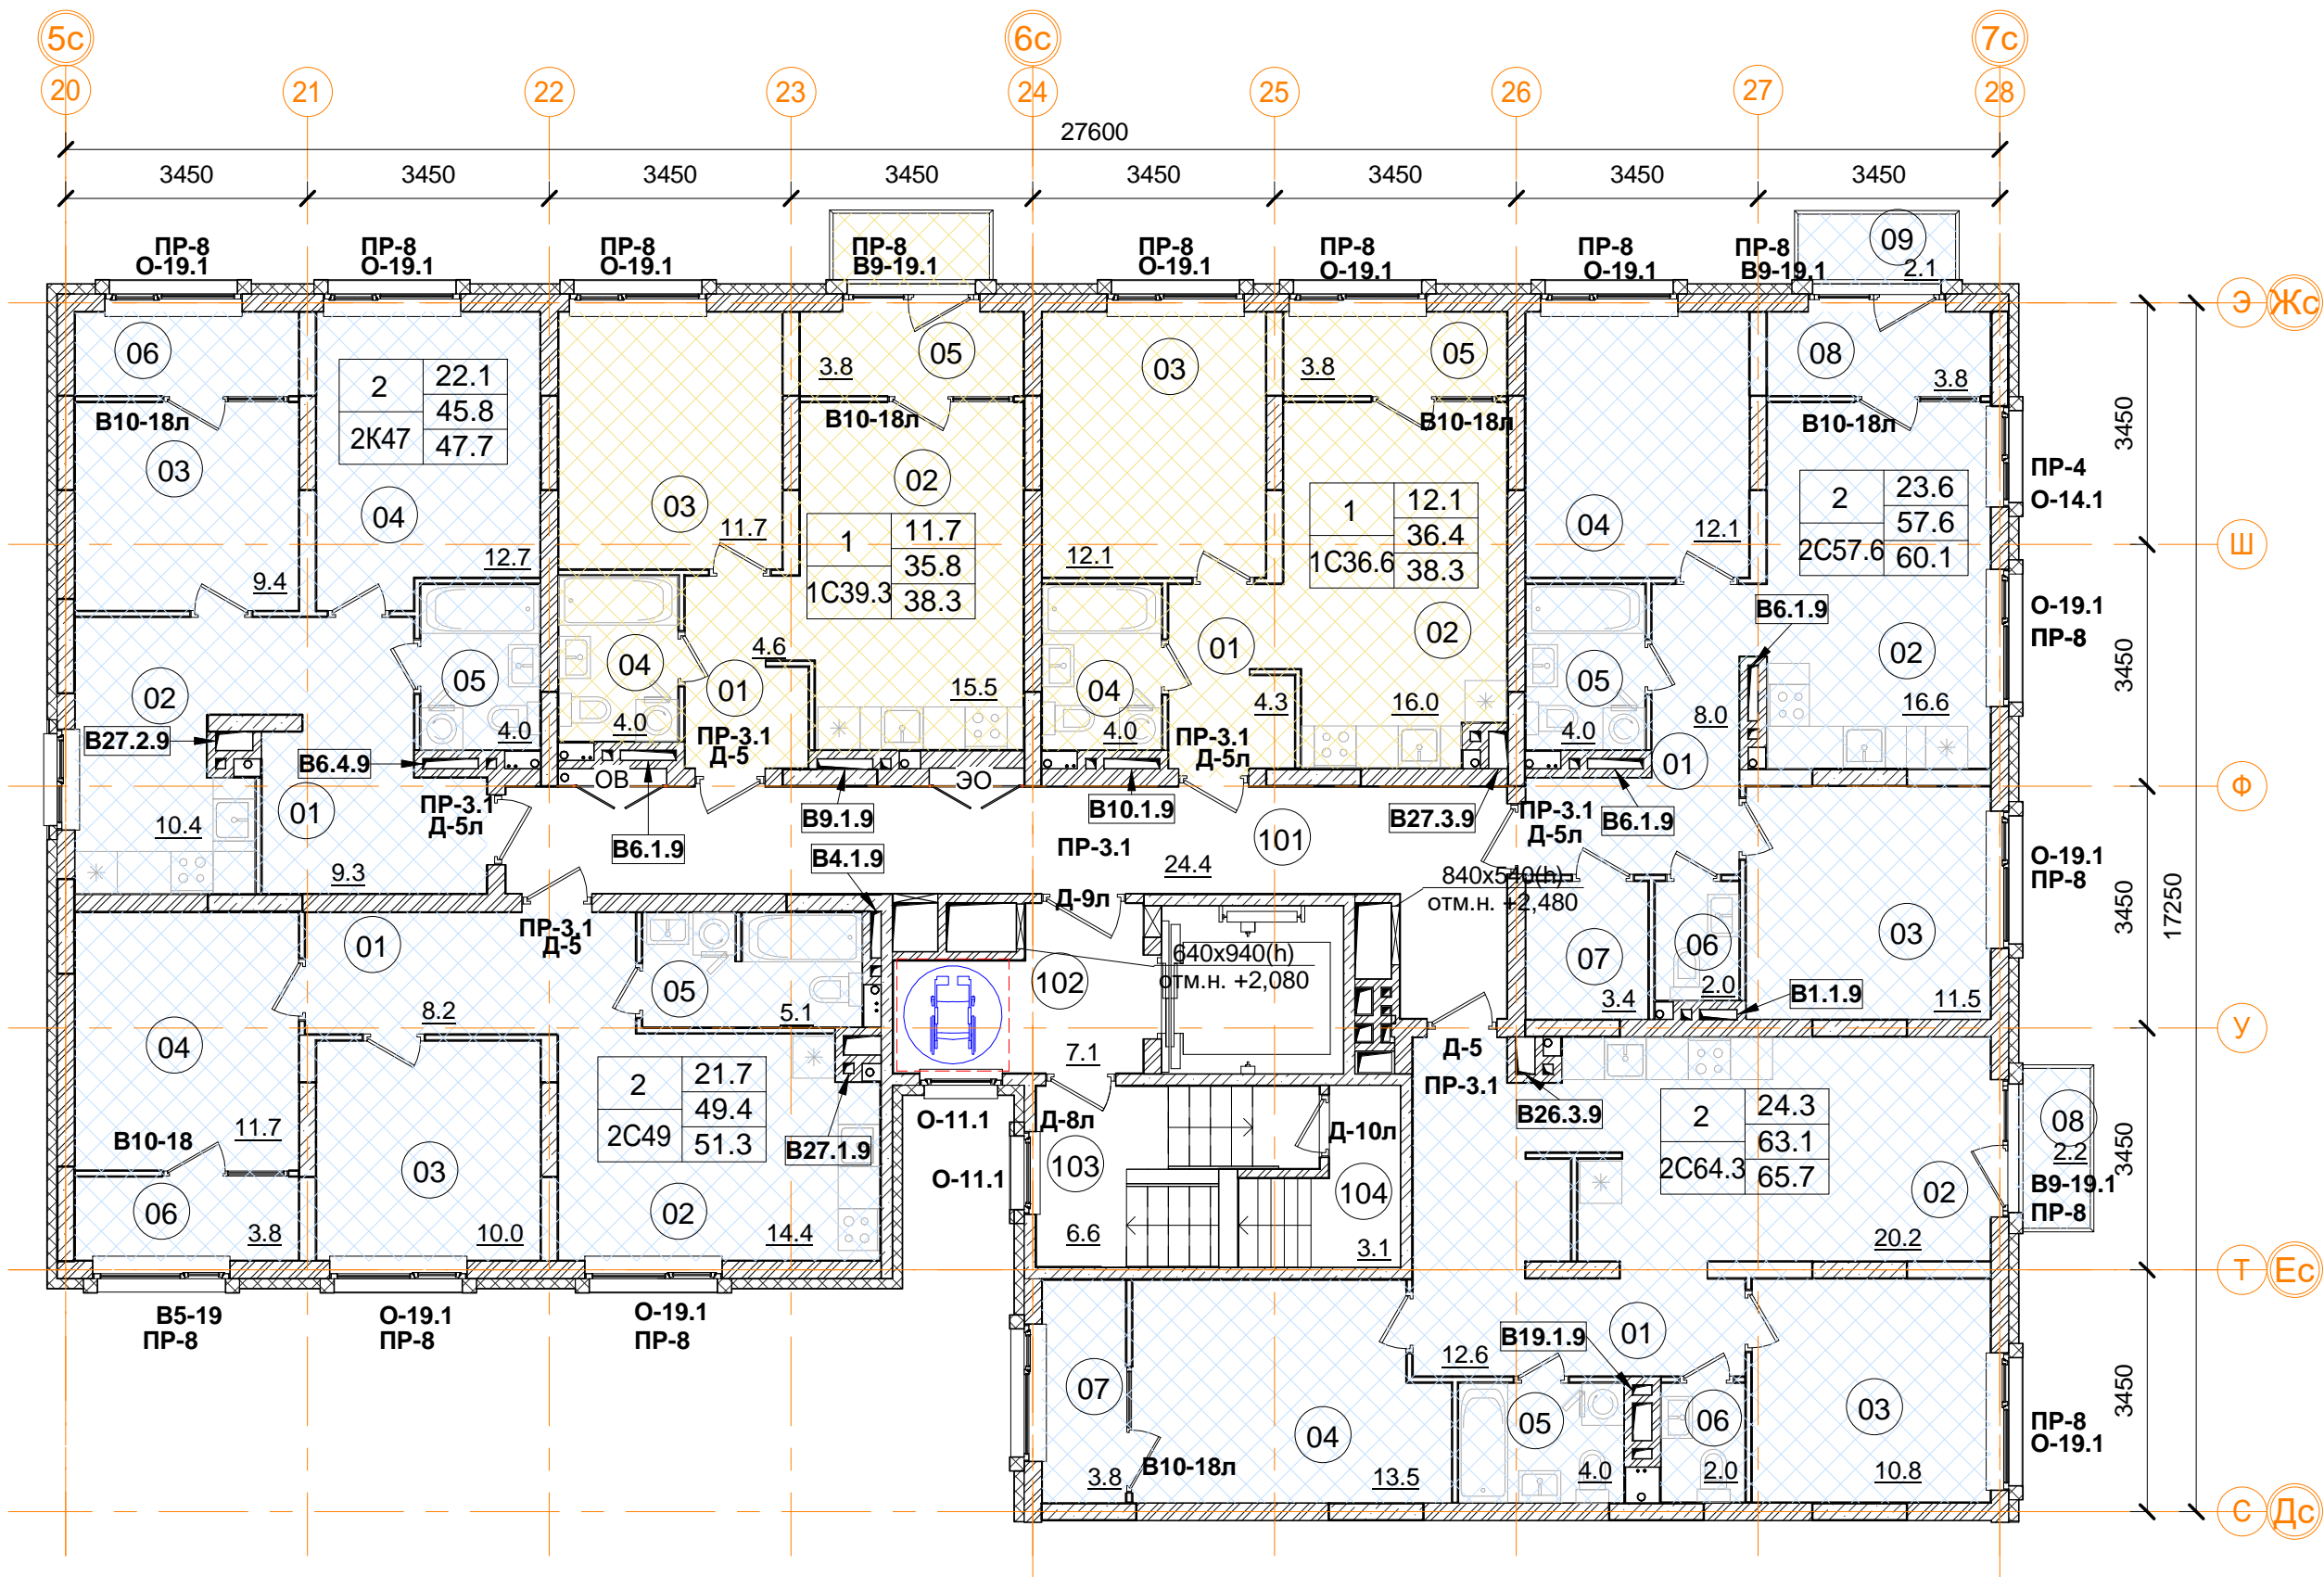 5с
6с
7с
20
21
22
23
24
25
26
27
28
27600
3450
3450
3450
3450
3450
3450
3450
3450
ПР-8
О-19.1
ПР-8
О-19.1
ПР-8
О-19.1
ПР-8
В9-19.1
ПР-8
О-19.1
ПР-8
О-19.1
ПР-8
О-19.1
ПР-8
В9-19.1
09
2.1
Э
Жс
06
В10-18л
03
9.4
2
22.1
45.8
2К47
47.7
04
12.7
03
11.7
3.8
05
В10-18л
02
1
11.7
35.8
1С39.3
38.3
03
12.1
3.8
05
В10-18л
1
12.1
36.4
1С36.6
38.3
04
12.1
08
3.8
В10-18л
2
23.6
57.6
2С57.6
60.1
ПР-4
О-14.1
3450
Ш
О-19.1
ПР-8
02
В27.2.9
10.4
В6.4.9
01
9.3
05
4.0
ПР-3.1
Д-5л
04
4.0
4.6
01
ПР-3.1
Д-5
15.5
ОВ
ЭО
В6.1.9
В9.1.9
В4.1.9
04
4.0
01
4.3
ПР-3.1
Д-5л
02
16.0
В10.1.9
В27.3.9
05
4.0
8.0
01
В6.1.9
02
16.6
3450
Ф
ПР-3.1
Д-5л
В6.1.9
101
24.4
ПР-3.1
Д-9л
840х540(h)
отм.н. +2,480
О-19.1
ПР-8
3450
17250
04
11.7
01
8.2
ПР-3.1
Д-5
05
5.1
102
7.1
640х940(h)
отм.н. +2,080
07
3.4
06
2.0
В1.1.9
03
11.5
У
Д-5
ПР-3.1
В10-18
06
3.8
03
10.0
2
21.7
49.4
2С49
51.3
В27.1.9
02
14.4
О-11.1
О-11.1
Д-8л
103
6.6
Д-10л
104
3.1
В26.3.9
2
24.3
63.1
2С64.3
65.7
02
20.2
08
2.2
В9-19.1
ПР-8
3450
Т
Ес
В5-19
ПР-8
О-19.1
ПР-8
О-19.1
ПР-8
07
3.8
В10-18л
04
13.5
12.6
В19.1.9
01
05
4.0
06
2.0
03
10.8
ПР-8
О-19.1
3450
С
Дс